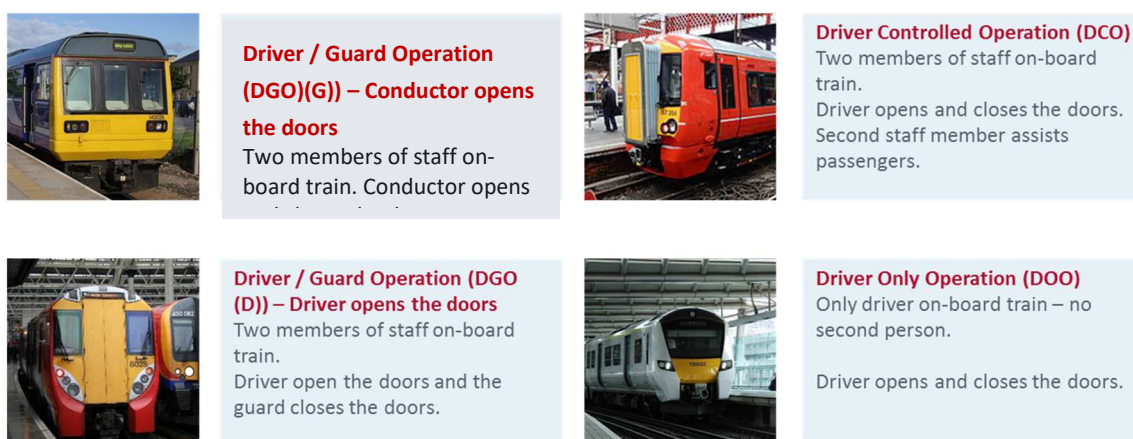 Driver / Guard Operation
(DGO)(G)) – Conductor opens
the doors
Two members of staff on-
board train. Conductor opens
Driver Controlled Operation (DCO)
Two members of staff on-board
train.
Driver opens and closes the doors.
Second staff member assists
passengers.
Driver / Guard Operation (DGO
(D)) – Driver opens the doors
Two members of staff on-board
train.
Driver open the doors and the
guard closes the doors.
Driver Only Operation (DOO)
Only driver on-board train – no
second person.
Driver opens and closes the doors.